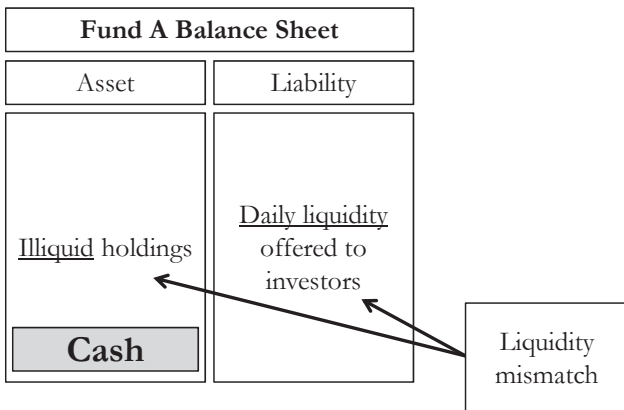 Fund A Balance Sheet
Asset
Liability
Illiquid holdings
Cash
Daily liquidity
offered to
investors
Liquidity
mismatch